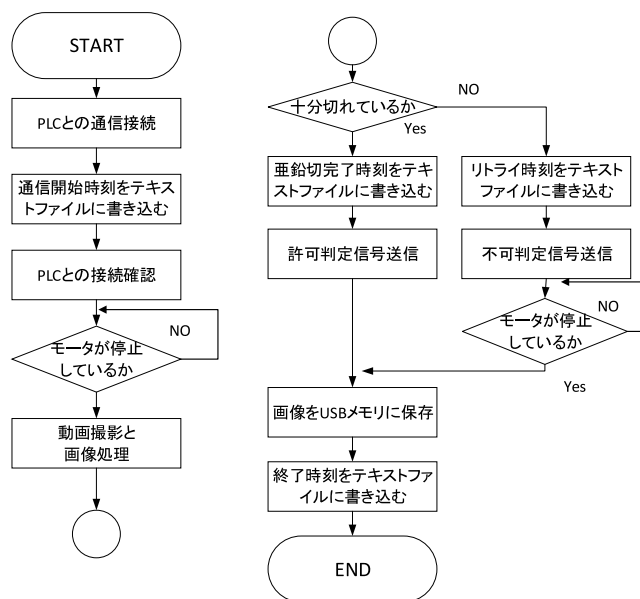 START
PLCとの通信接続
通信開始時刻をテキス
トファイルに書き込む
PLCとの接続確認
NO
モータが停止
しているか
動画撮影と
画像処理
十分切れているか
NO
Yes
亜鉛切完了時刻をテキ
ストファイルに書き込む
リトライ時刻をテキスト
ファイルに書き込む
許可判定信号送信
不可判定信号送信
NO
モータが停止
しているか
Yes
画像をUSBメモリに保存
終了時刻をテキストファ
イルに書き込む
END